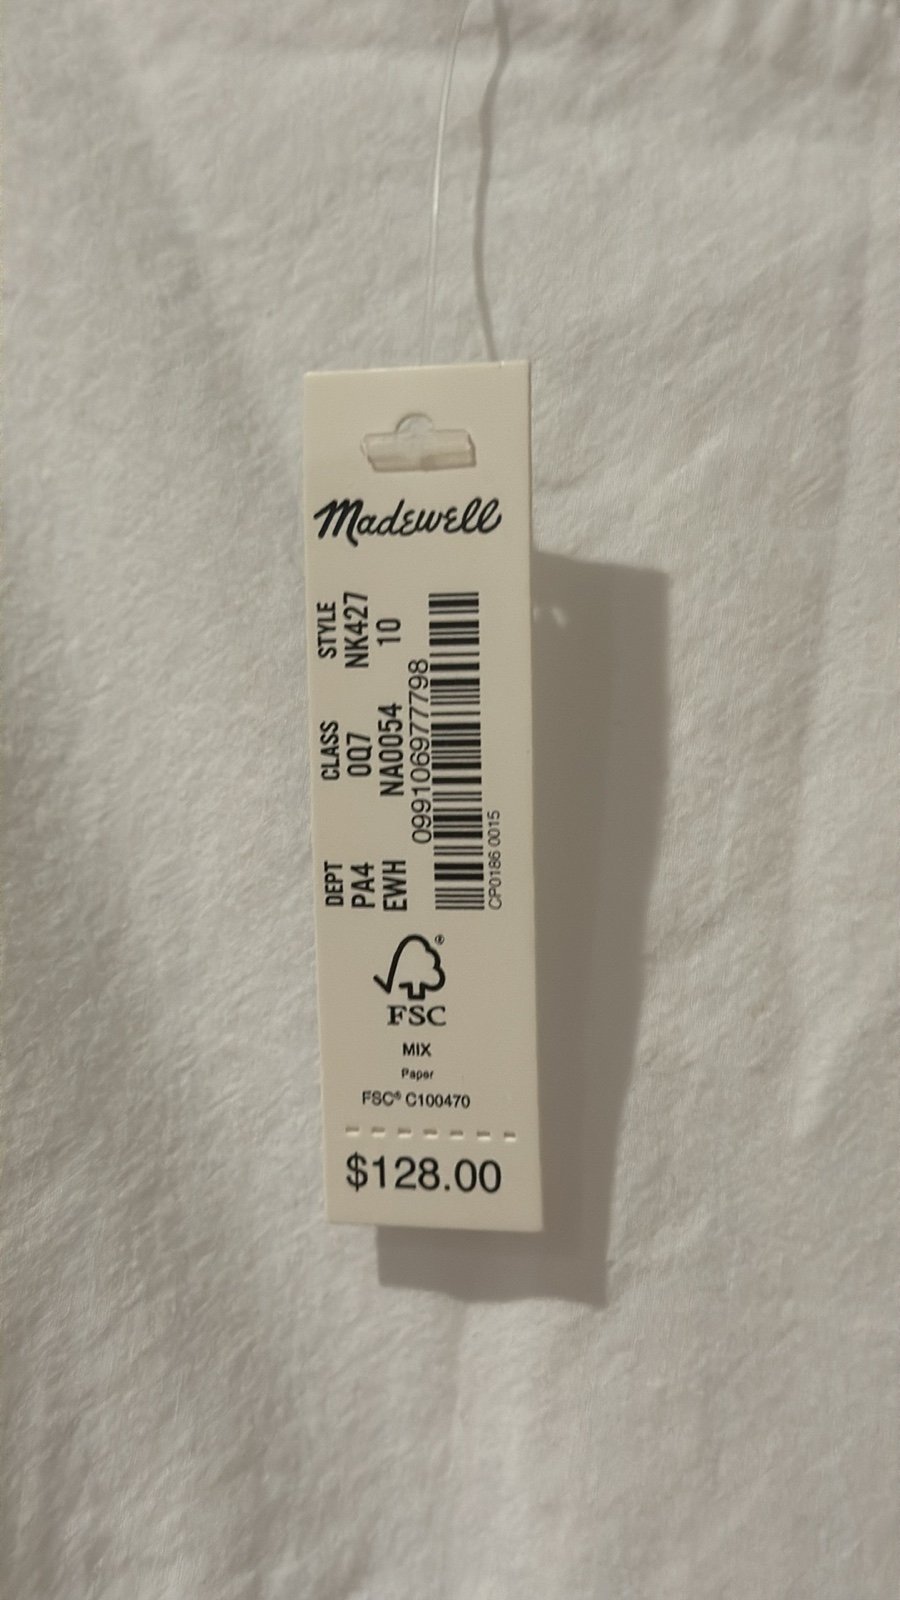 Madewell
DEPT CLASS STYLE
PA4 0Q7 NK427
EWH NA0054 10
099106977798
CP0186 0015
®
FSC
MIX
Paper
FSC® C100470
$128.00